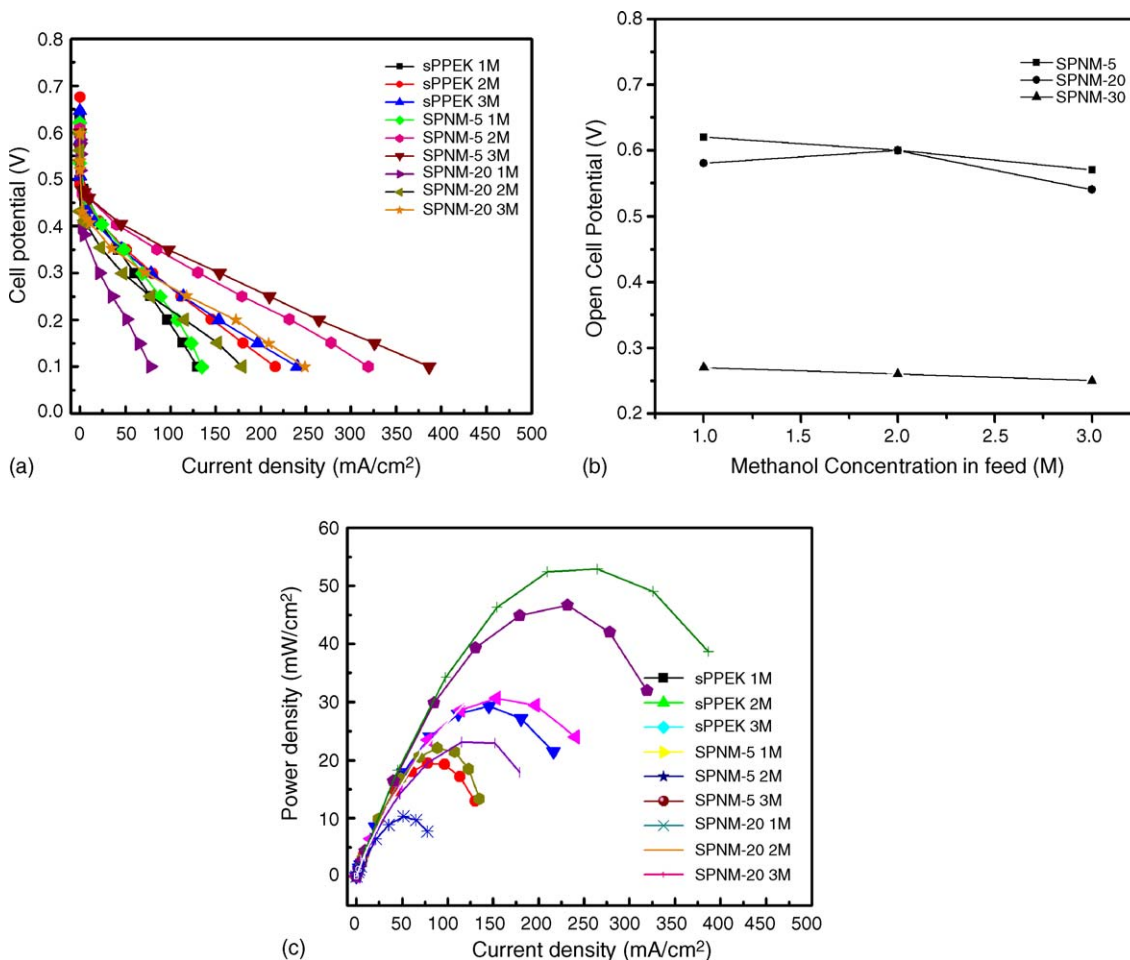 0.8
0.7
0.6
0.5
0.4
0.3
0.2
0.1
0.0
Cell potential (V)
sPPEK 1M
sPPEK 2M
sPPEK 3M
SPNM-5 1M
SPNM-5 2M
SPNM-5 3M
SPNM-20 1M
SPNM-20 2M
SPNM-20 3M
0 50 100 150 200 250 300 350 400 450 500
(a) Current density (mA/cm²)
0.8
0.7
0.6
0.5
0.3
0.2
Open Cell Potential (V)
SPNM-5
SPNM-20
SPNM-30
1.0 1.5 2.0 2.5 3.0
(b) Methanol Concentration in feed (M)
60
50
40
30
20
10
0
Power density (mW/cm²)
sPPEK 1M
sPPEK 2M
sPPEK 3M
SPNM-5 1M
SPNM-5 2M
SPNM-5 3M
SPNM-20 1M
SPNM-20 2M
SPNM-20 3M
0 50 100 150 200 250 300 350 400 450 500
(c) Current density (mA/cm²)